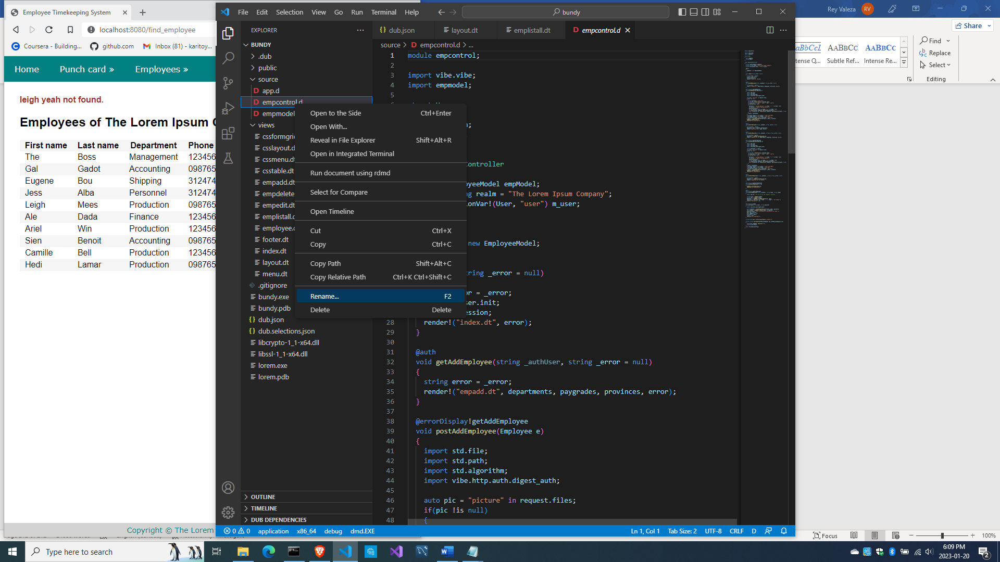 Employee Timekeeping System
localhost:8080/find_employee
Coursera - Building...
github.com
Inbox (81) - karitoy...
Home
Punch card »
Employees »
leigh yeah not found.
Employees of The Lorem Ipsum
First name Last name Department Phone
The Boss Management 123456
Gal Gadot Accounting 098765
Eugene Bou Shipping 312474
Jess Alba Personnel 312474
Leigh Mees Production 098765
Ale Dada Finance 123456
Ariel Win Production 123456
Sien Benoit Accounting 098765
Camille Bell Production 123456
Hedi Lamar Production 098765
Copyright © The Lorem
File Edit Selection View Go Run Terminal Help
bundy
EXPLORER
BUNDY
.dub
public
source
app.d
empcontrol.d
empmodel
views
cssformgri
csslayout.d
cssmenu.dt
csstable.dt
empadd.dt
empdelete
empedit.dt
emplistall.
employee.
footer.dt
index.dt
layout.dt
menu.dt
.gitignore
bundy.exe
bundy.pdb
dub.json
dub.selections.json
libcrypto-1_1-x64.dll
libssl-1_1-x64.dll
lorem.exe
lorem.pdb
OUTLINE
TIMELINE
DUB DEPENDENCIES
Open to the Side Ctrl+Enter
Open With...
Reveal in File Explorer Shift+Alt+R
Open in Integrated Terminal
Run document using rdmd
Select for Compare
Open Timeline
Cut Ctrl+X
Copy Ctrl+C
Copy Path Shift+Alt+C
Copy Relative Path Ctrl+K Ctrl+Shift+C
Rename... F2
Delete Delete
dub.json
layout.dt
emplistall.dt
empcontrol.d
source > empcontrol.d > ...
1 module empcontrol;
2
3 import vibe.vibe;
4 import empmodel;
5
;
Controller
yeeModel empModel;
ng realm = "The Lorem Ipsum Company";
onVar!(User, "user") m_user;
new EmployeeModel;
ring _error = null)
or = _error;
ser.init;
ession;
28 render!("index.dt", error);
29 }
30
31 @auth
32 void getAddEmployee(string _authUser, string _error = null)
33 {
34 string error = _error;
35 render!("empadd.dt", departments, paygrades, provinces, error);
36 }
37
38 @errorDisplay!getAddEmployee
39 void postAddEmployee(Employee e)
40 {
41 import std.file;
42 import std.path;
43 import std.algorithm;
44 import vibe.http.auth.digest_auth;
45
46 auto pic = "picture" in request.files;
47 if(pic !is null)
48 {
0 0 application x86_64 debug dmd.EXE
Ln 1, Col 1 Tab Size: 2 UTF-8 CRLF D
Rey Valeza RV
Share
AaBbCcI AaBbCc AaBbCc
tense Q... Subtle Ref... Intense Re...
Find
Replace
Select
Editing
Focus
100%
Type here to search
6:09 PM
2023-01-20
2